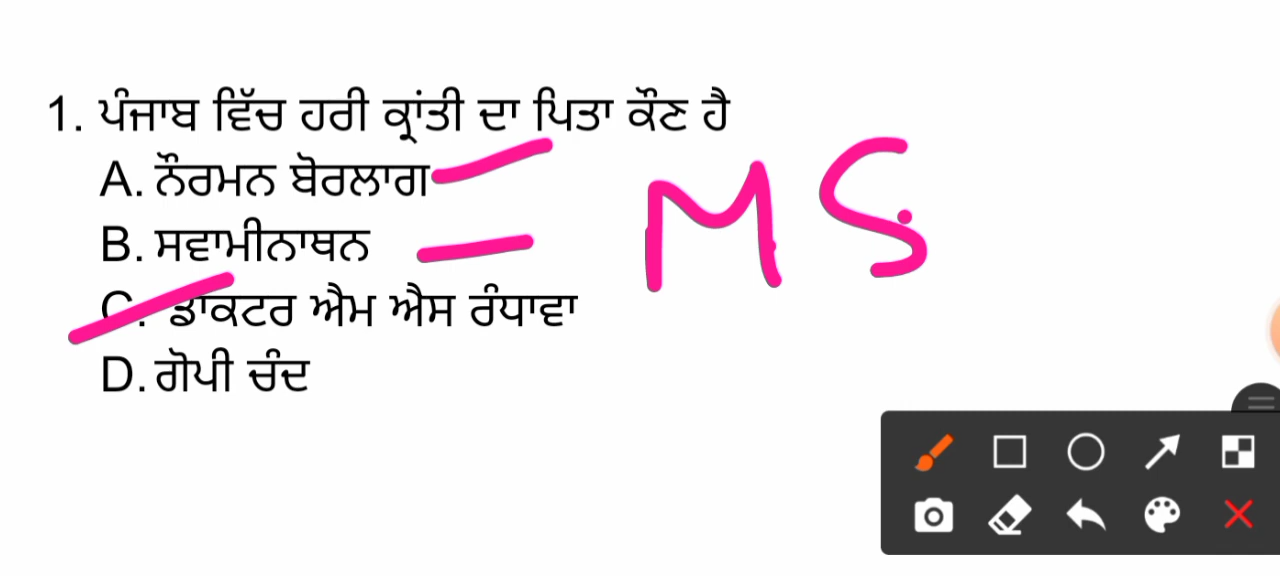 1. ਪੰਜਾਬ ਵਿੱਚ ਹਰੀ ਕ੍ਰਾਂਤੀ ਦਾ ਪਿਤਾ ਕੌਣ ਹੈ
A. ਨੌਰਮਨ ਬੋਰਲਾਗ
B. ਸਵਾਮੀਨਾਥਨ
MS
C. ਡਾਕਟਰ ਐਮ ਐਸ ਰੰਧਾਵਾ
D. ਗੋਪੀ ਚੰਦ